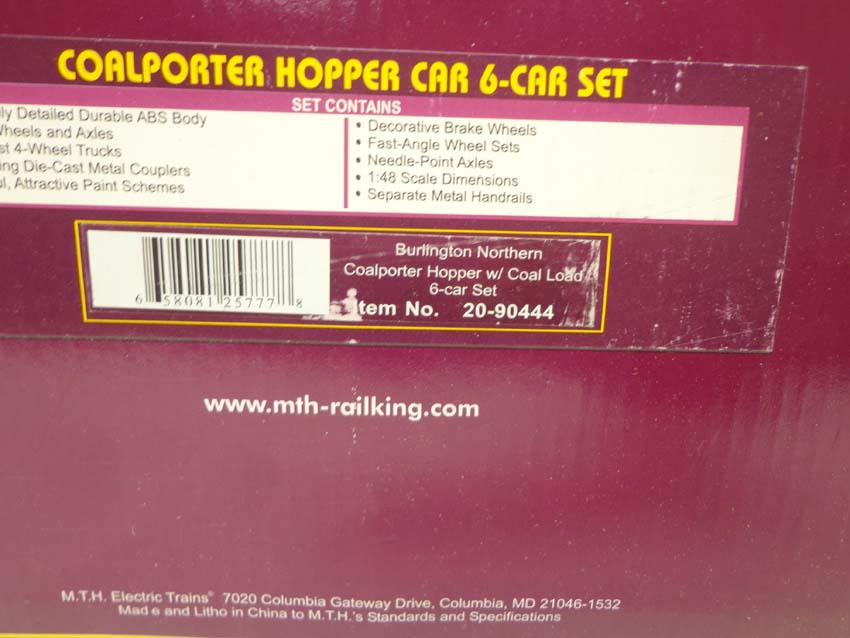 COALPORTER HOPPER CAR 6-CAR SET
SET CONTAINS
Detailed Durable ABS Body
Wheels and Axles
4-Wheel Trucks
Die-Cast Metal Couplers
Attractive Paint Schemes
• Decorative Brake Wheels
• Fast-Angle Wheel Sets
• Needle-Point Axles
• 1:48 Scale Dimensions
• Separate Metal Handrails
6 58081 25777 8
Burlington Northern
Coalporter Hopper w/ Coal Load
6-car Set
Item No. 20-90444
www.mth-railking.com
M.T.H. Electric Trains® 7020 Columbia Gateway Drive, Columbia, MD 21046-1532
Made and Litho in China to M.T.H.'s Standards and Specifications